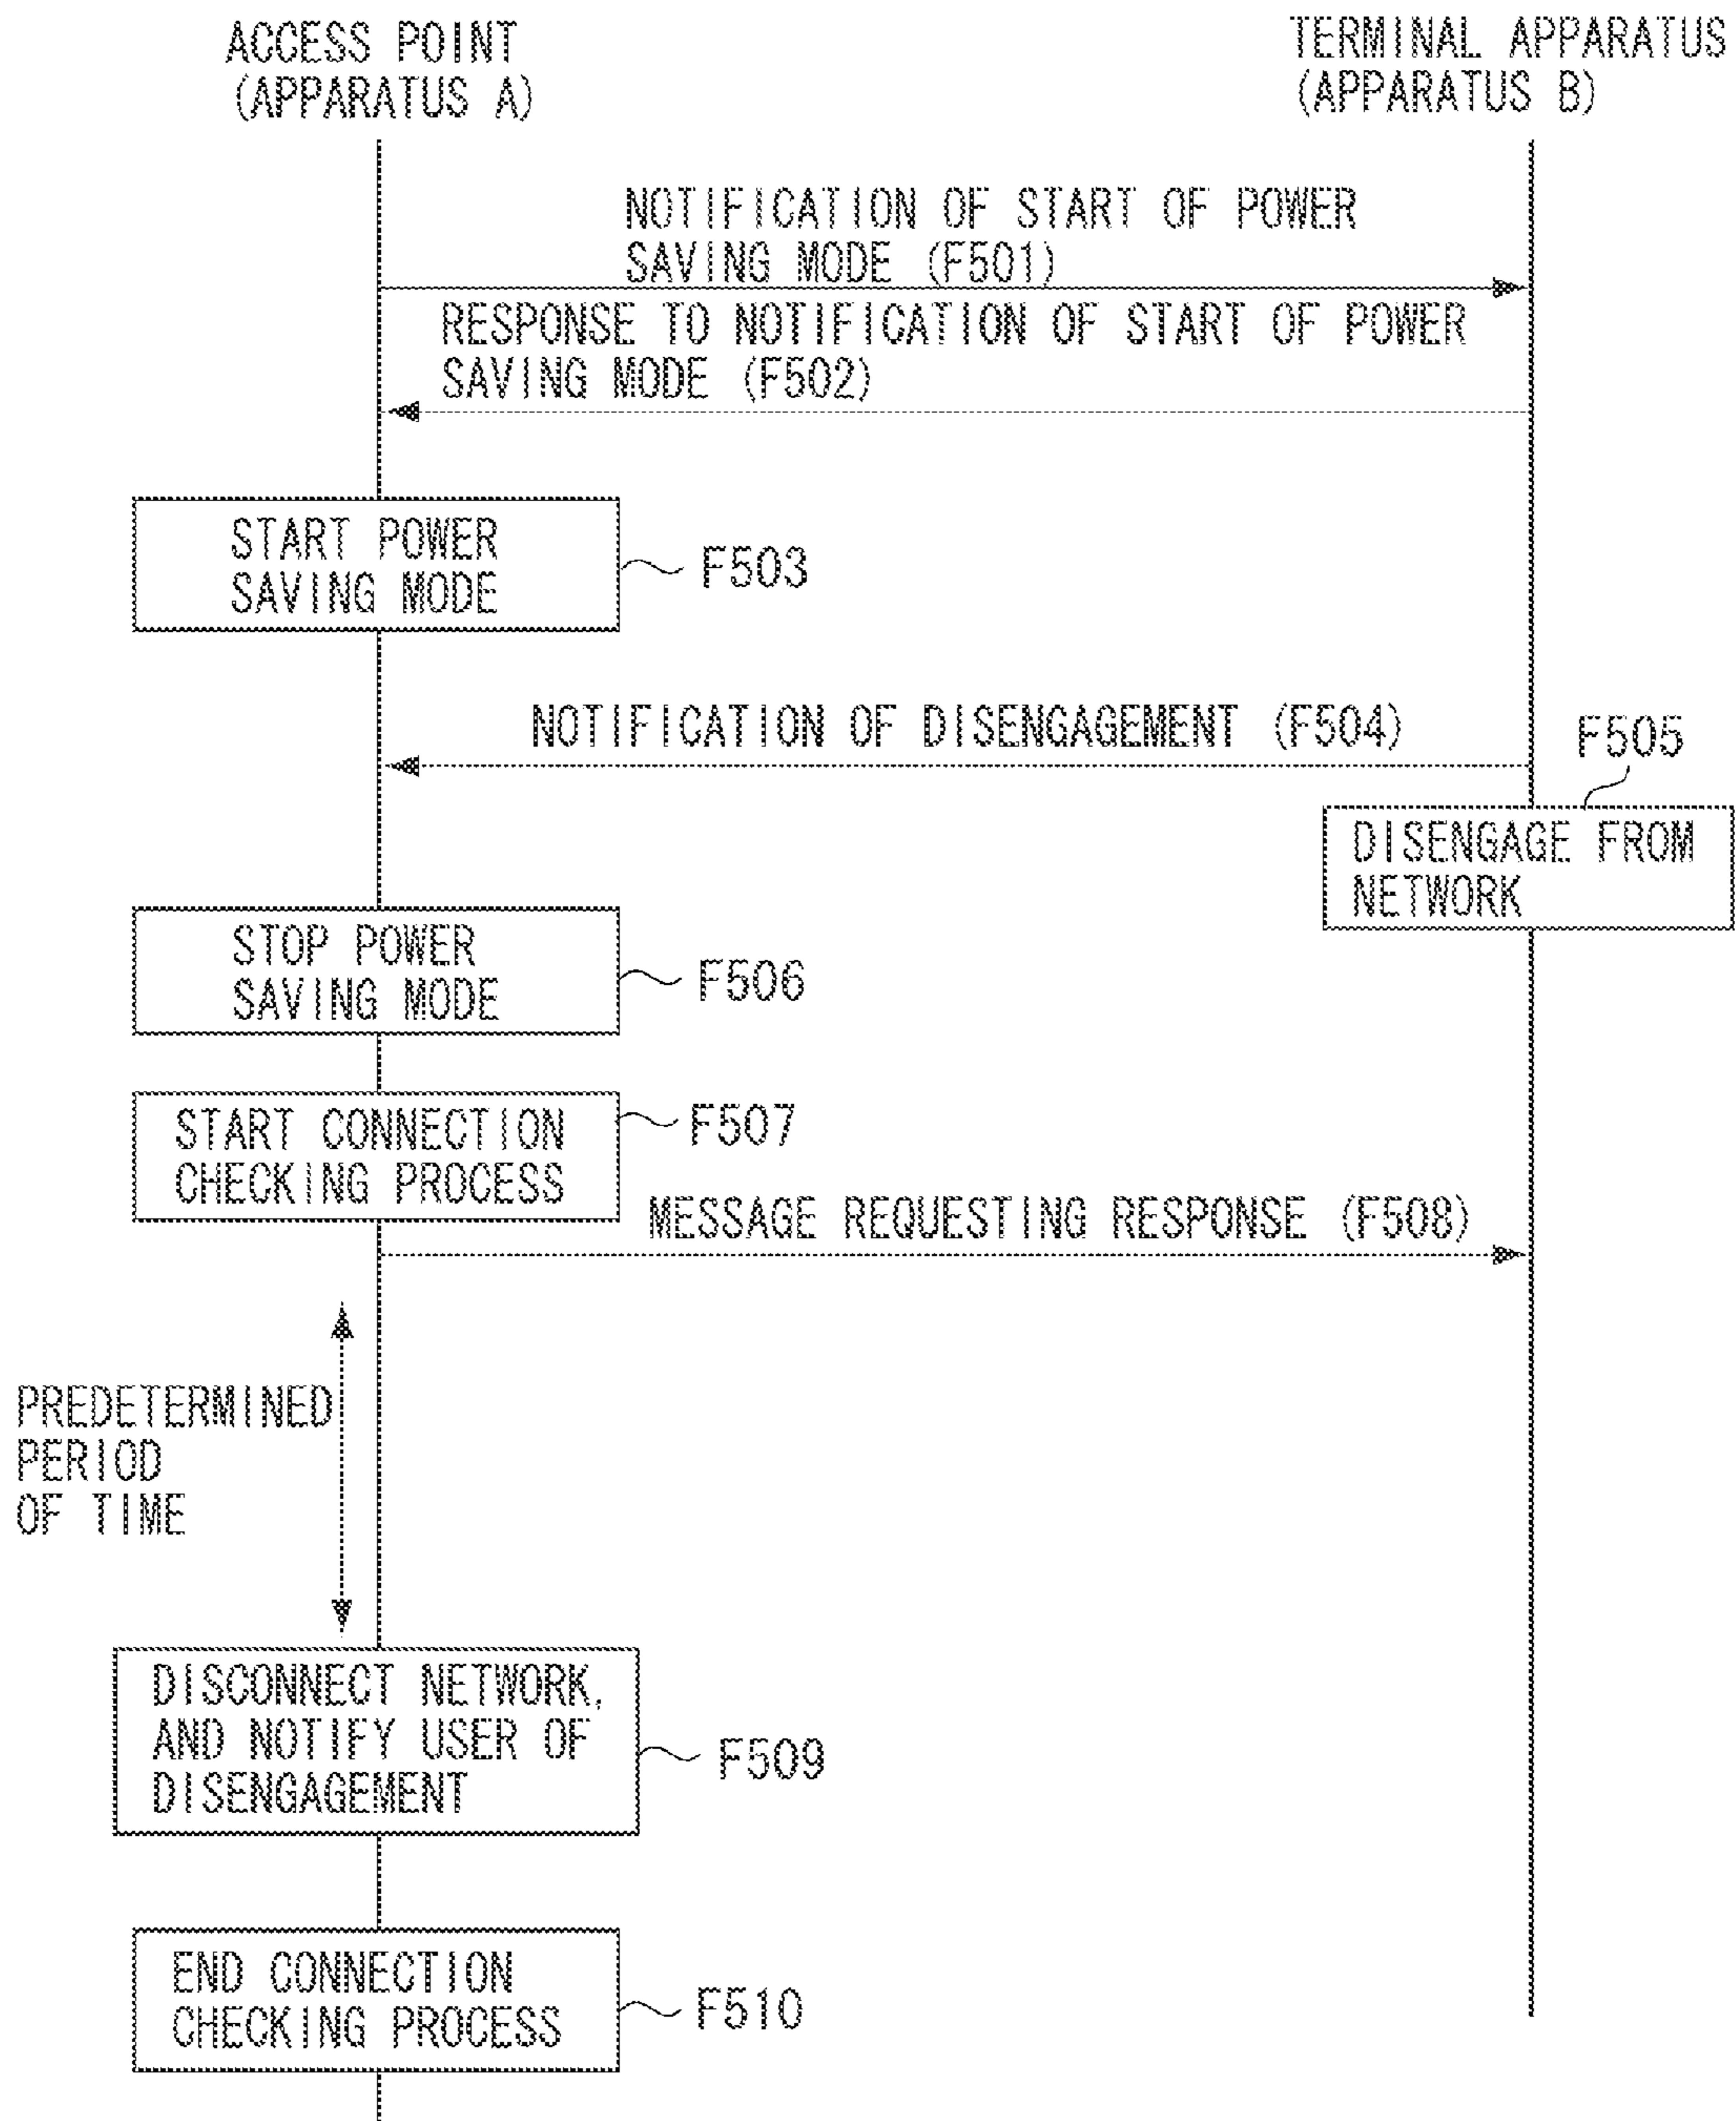 ACCESS POINT
(APPARATUS A)
TERMINAL APPARATUS
(APPARATUS B)
NOTIFICATION OF START OF POWER
SAVING MODE (F501)
RESPONSE TO NOTIFICATION OF START OF POWER
SAVING MODE (F502)
START POWER
SAVING MODE
F503
NOTIFICATION OF DISENGAGEMENT (F504)
F505
DISENGAGE FROM
NETWORK
STOP POWER
SAVING MODE
F506
START CONNECTION
CHECKING PROCESS
F507
MESSAGE REQUESTING RESPONSE (F508)
PREDETERMINED
PERIOD
OF TIME
DISCONNECT NETWORK,
AND NOTIFY USER OF
DISENGAGEMENT
F509
END CONNECTION
CHECKING PROCESS
F510